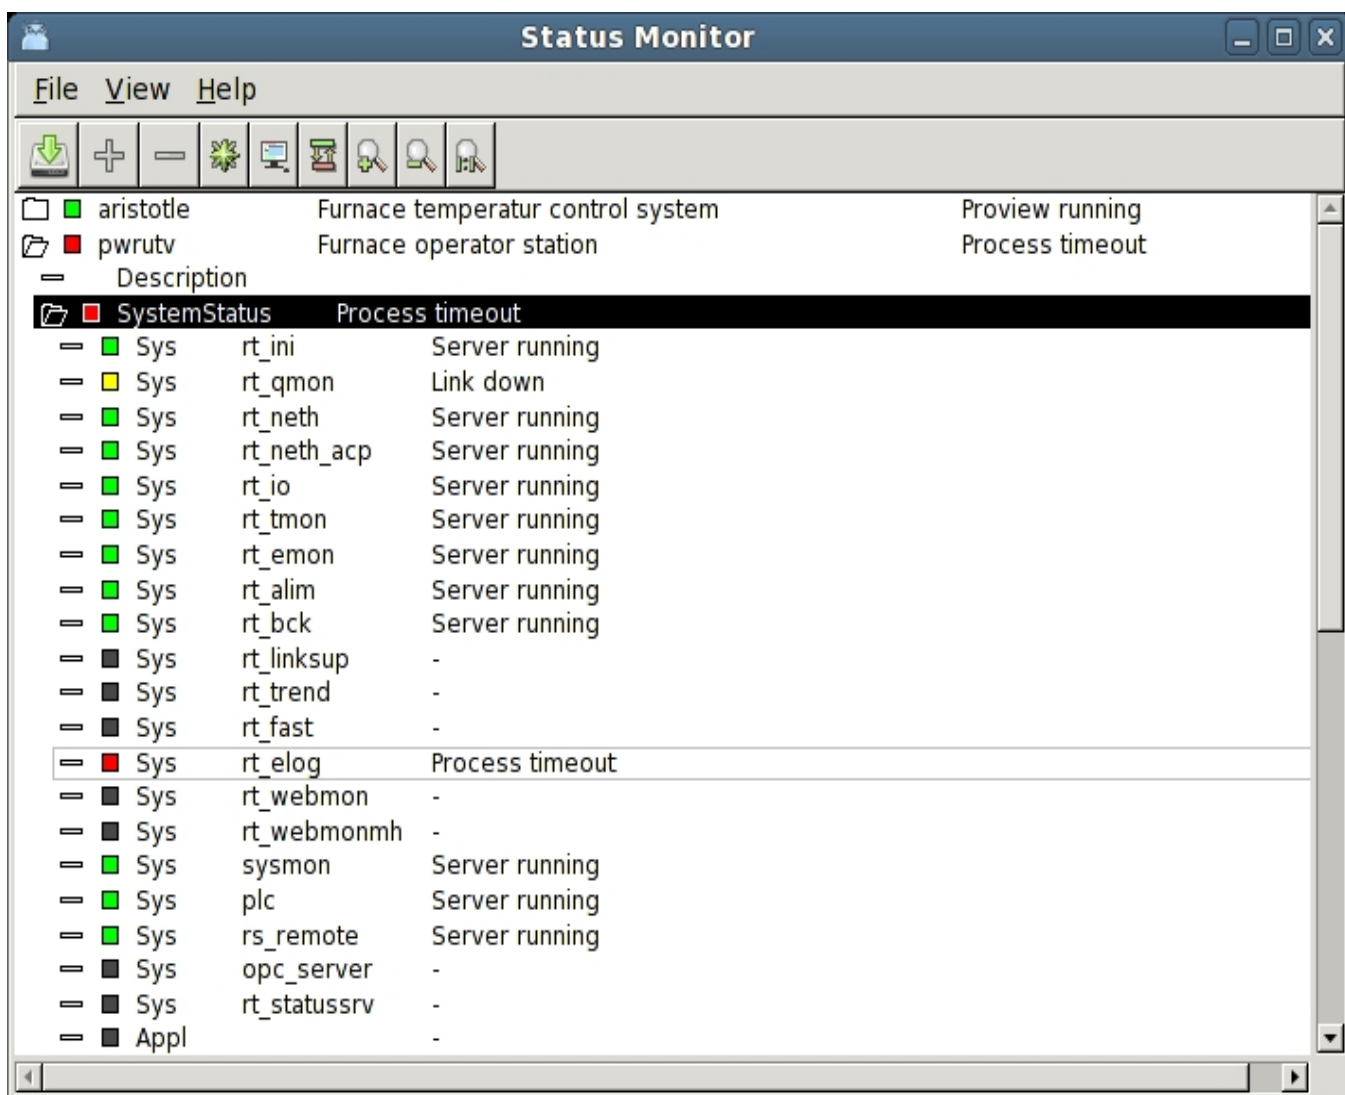 Status Monitor
File View Help
aristotle Furnace temperatur control system Proview running
pwrutv Furnace operator station Process timeout
Description
SystemStatus Process timeout
Sys rt_ini Server running
Sys rt_qmon Link down
Sys rt_neth Server running
Sys rt_neth_acp Server running
Sys rt_io Server running
Sys rt_tmon Server running
Sys rt_emon Server running
Sys rt_alim Server running
Sys rt_bck Server running
Sys rt_linksup -
Sys rt_trend -
Sys rt_fast -
Sys rt_elog Process timeout
Sys rt_webmon -
Sys rt_webmonmh -
Sys sysmon Server running
Sys plc Server running
Sys rs_remote Server running
Sys opc_server -
Sys rt_statussrv -
Appl -